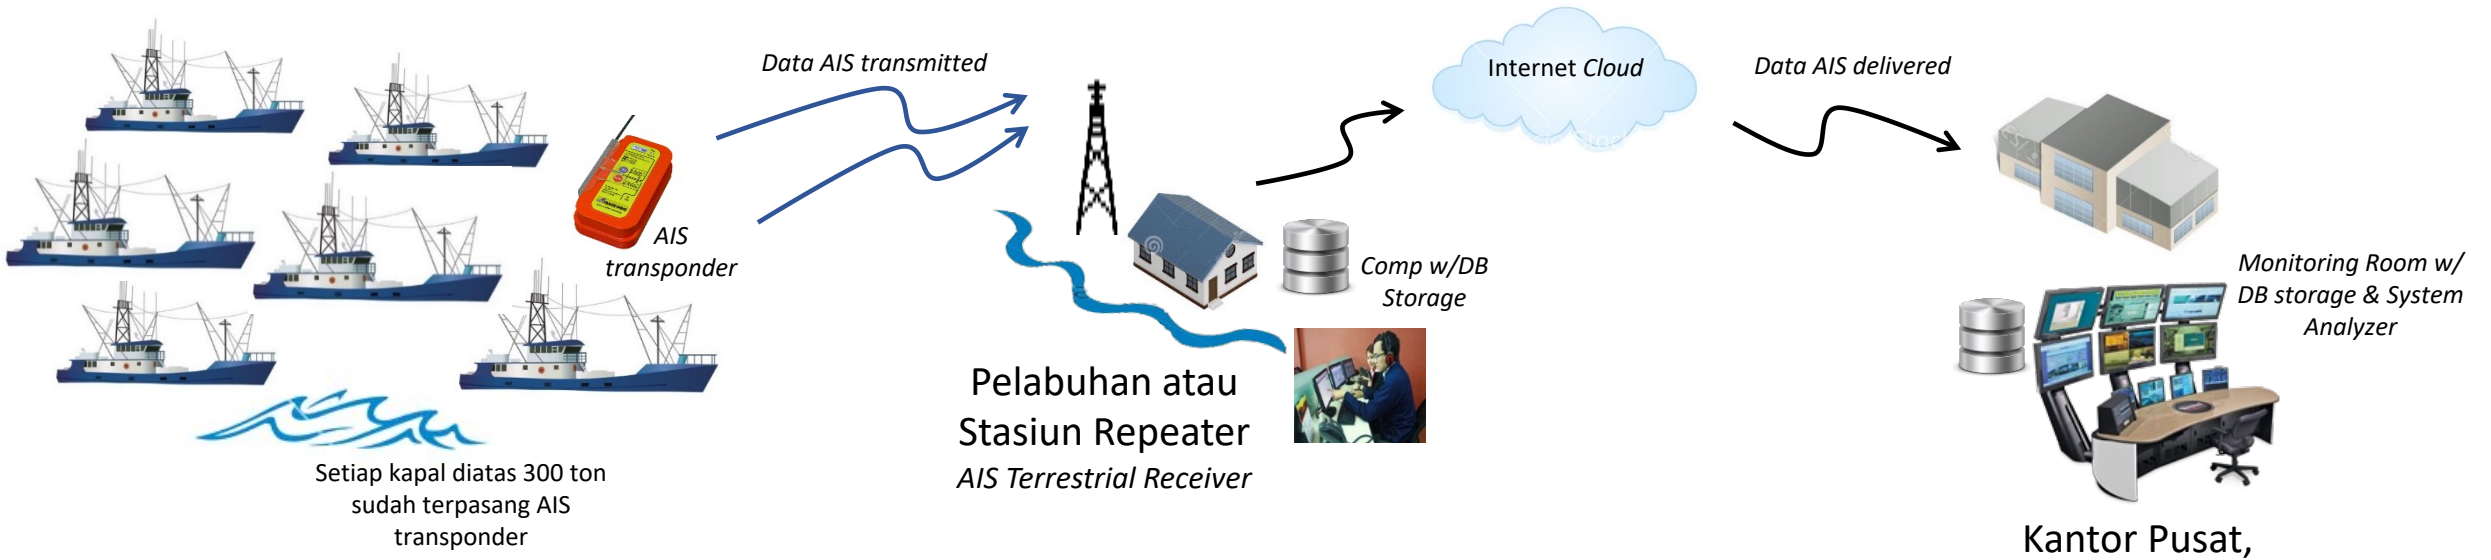 Data AIS transmitted
Internet Cloud
Data AIS delivered
AIS
transponder
Comp w/DB
Storage
Monitoring Room w/
DB storage & System
Analyzer
Pelabuhan atau
Stasiun Repeater
AIS Terrestrial Receiver
Setiap kapal diatas 300 ton
sudah terpasang AIS
transponder
Kantor Pusat,